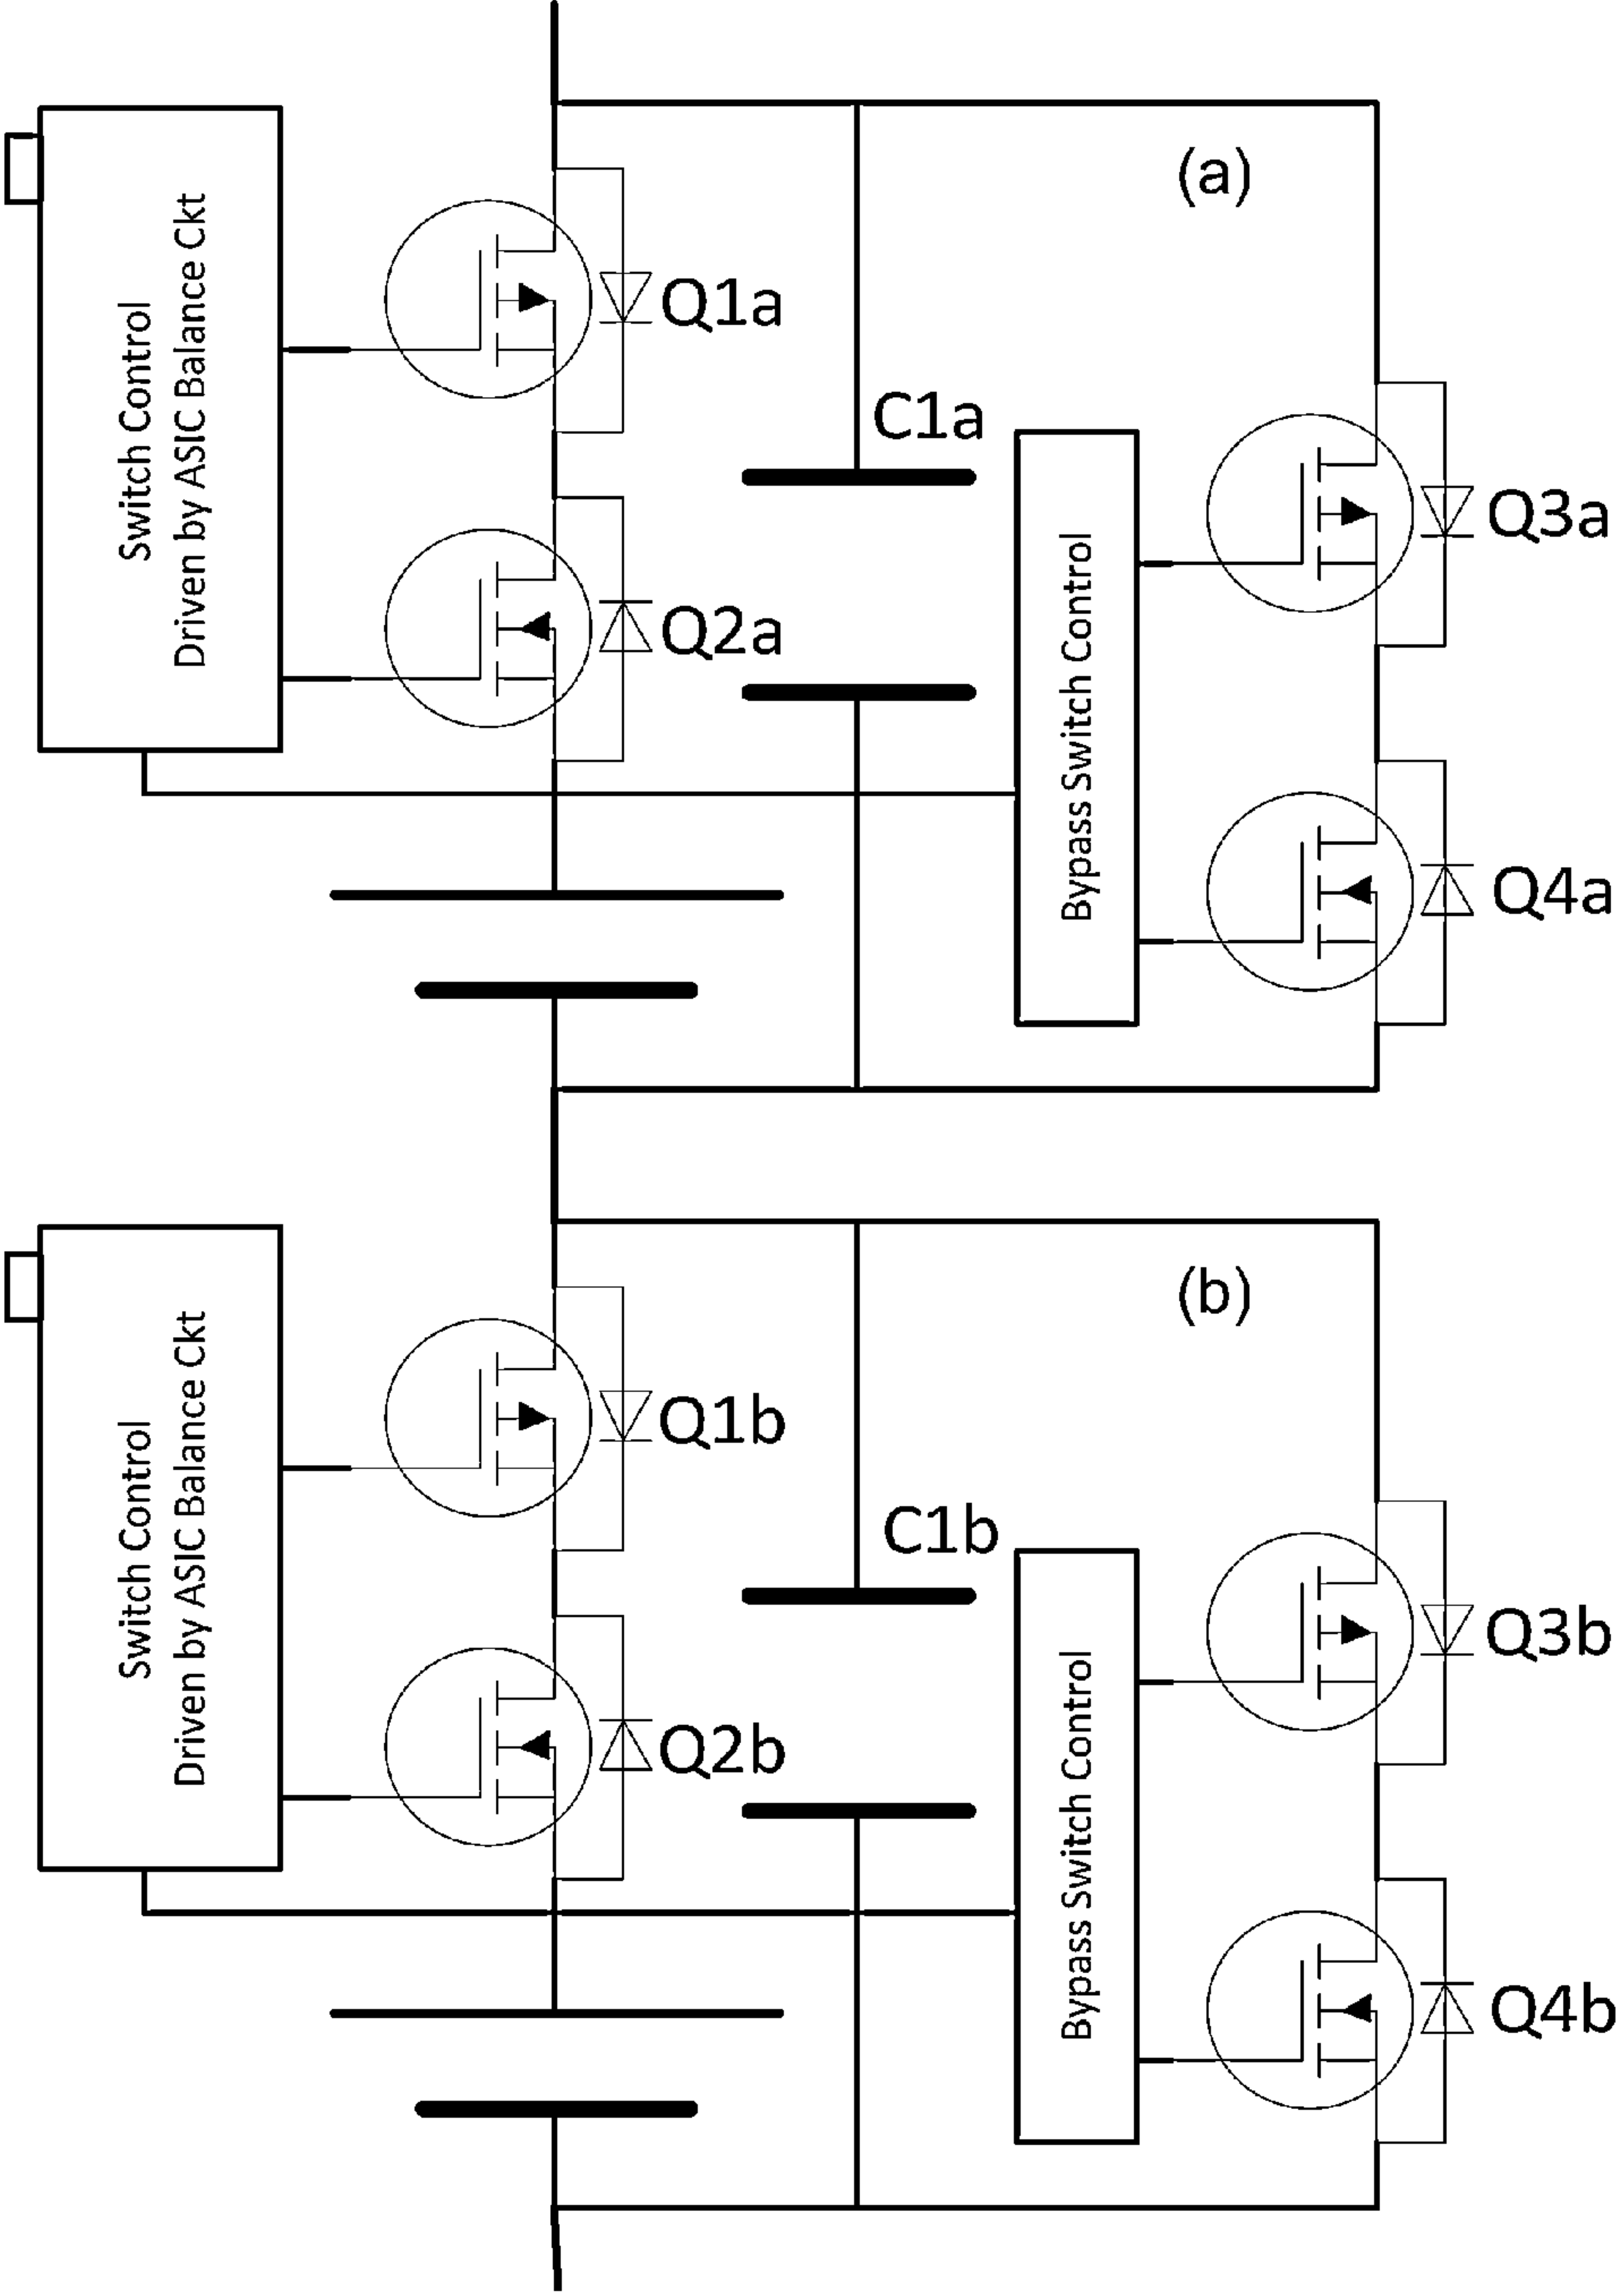 Switch Control
Driven by ASIC Balance Ckt
Q1a
Q2a
C1a
(a)
Bypass Switch Control
Q3a
Q4a
Switch Control
Driven by ASIC Balance Ckt
Q1b
Q2b
C1b
(b)
Bypass Switch Control
Q3b
Q4b